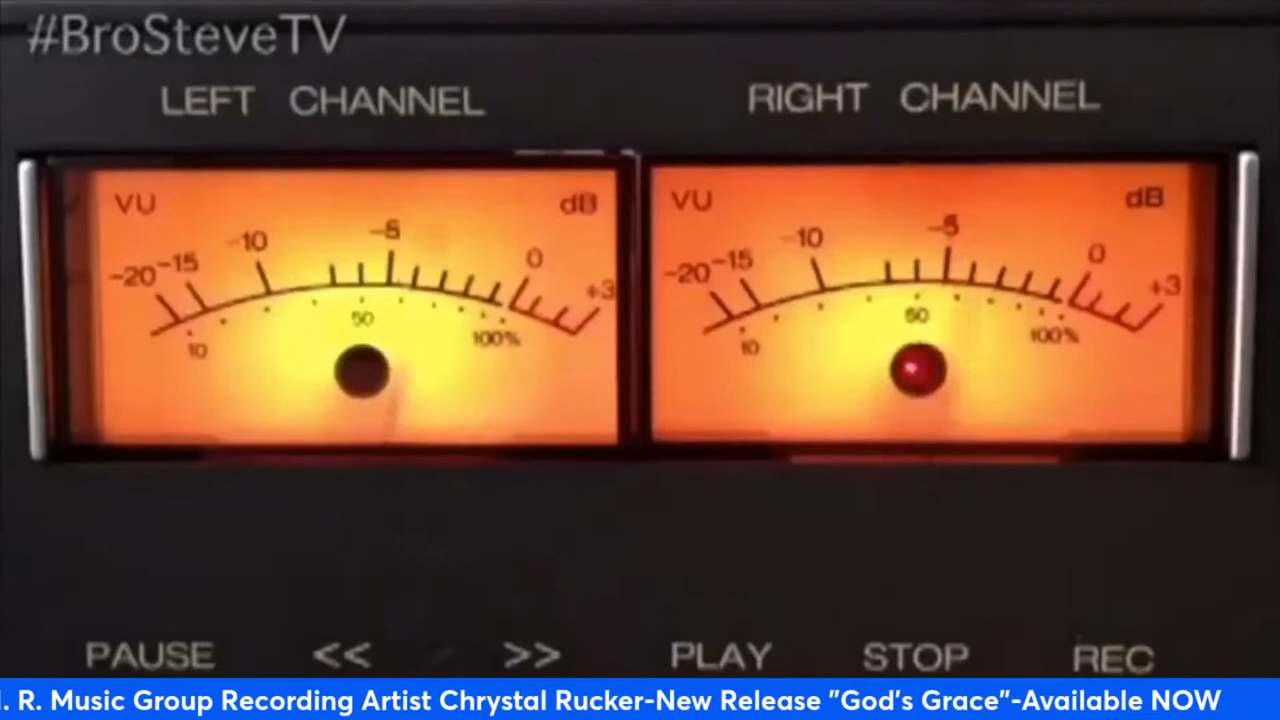 #BroSteveTV
LEFT CHANNEL RIGHT CHANNEL
VU dB VU dB
-20 -15 -10 -5 0 +3 -20 -15 -10 -5 0 +3
10 50 100% 10 50 100%
PAUSE << >> PLAY STOP REC
. R. Music Group Recording Artist Chrystal Rucker-New Release "God's Grace"-Available NOW